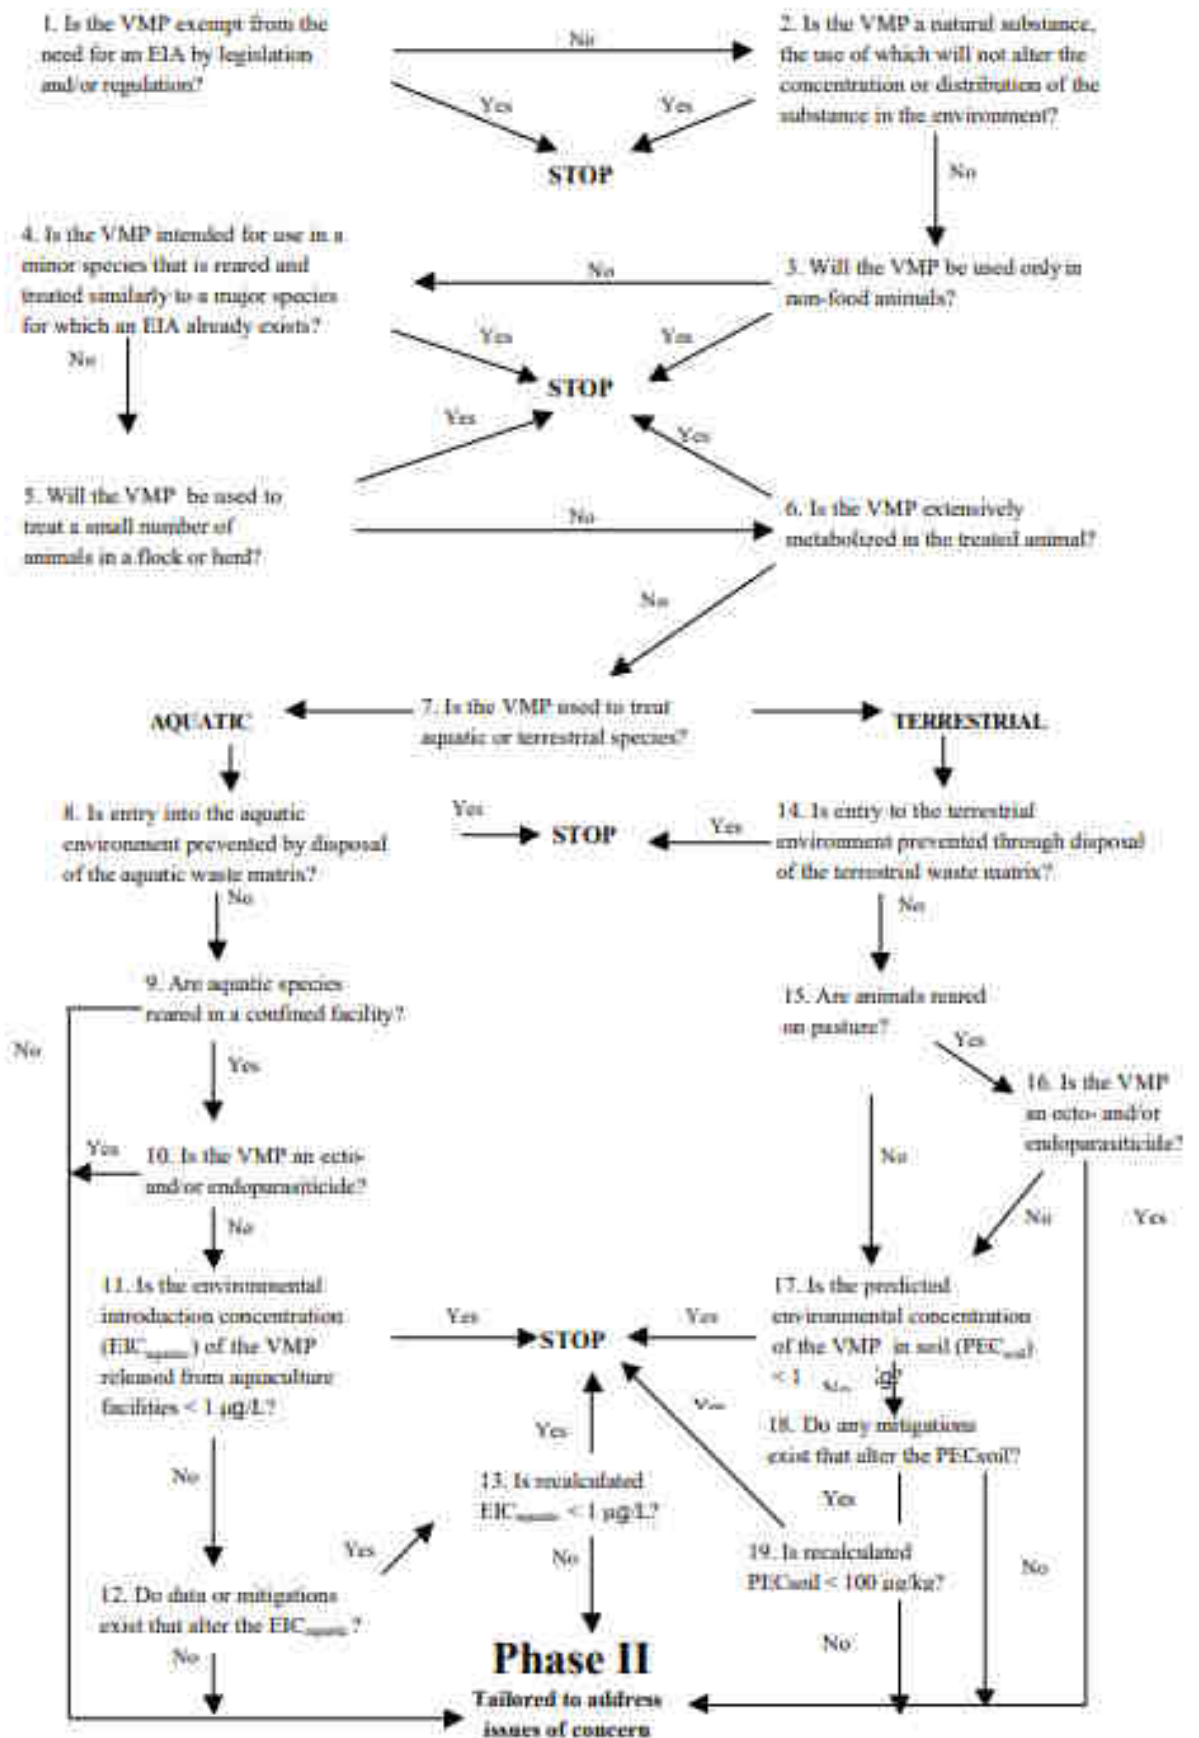 1. Is the VMP exempt from the
need for an EIA by legislation
and/or regulation?
No
2. Is the VMP a natural substance,
the use of which will not alter the
concentration or distribution of the
substance in the environment?
Yes
Yes
STOP
No
4. Is the VMP intended for use in a
minor species that is reared and
treated similarly to a major species
for which an EIA already exists?
No
3. Will the VMP be used only in
non-food animals?
Yes
Yes
No
STOP
Yes
Yes
5. Will the VMP be used to
treat a small number of
animals in a flock or herd?
No
6. Is the VMP extensively
metabolized in the treated animal?
No
AQUATIC
7. Is the VMP used to treat
aquatic or terrestrial species?
TERRESTRIAL
8. Is entry into the aquatic
environment prevented by disposal
of the aquatic waste matrix?
Yes
STOP
Yes
14. Is entry to the terrestrial
environment prevented through disposal
of the terrestrial waste matrix?
No
No
9. Are aquatic species
reared in a confined facility?
15. Are animals reared
on pasture?
No
Yes
Yes
16. Is the VMP
an ecto- and/or
endoparasiticide?
Yes
10. Is the VMP an ecto-
and/or endoparasiticide?
No
No
No
Yes
11. Is the environmental
introduction concentration
(EICaquatic) of the VMP
released from aquaculture
facilities < 1 µg/L?
Yes
STOP
Yes
17. Is the predicted
environmental concentration
of the VMP in soil (PECsoil)
< 1
18. Do any mitigations
exist that alter the PECsoil?
Yes
No
13. Is recalculated
EICaquatic < 1 µg/L?
Yes
Yes
No
19. Is recalculated
PECsoil < 100 µg/kg?
No
12. Do data or mitigations
exist that alter the EICaquatic ?
No
No
Phase II
Tailored to address
issues of concern